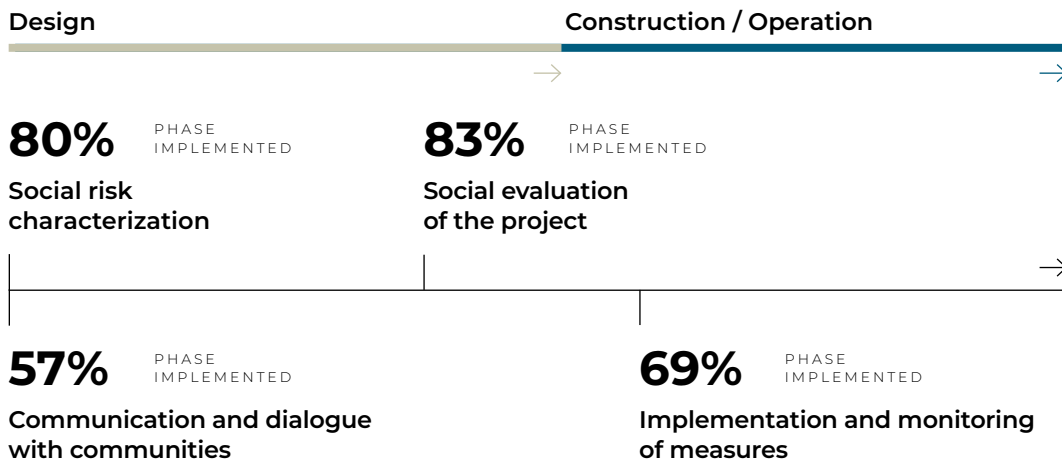 Design
Construction / Operation
80%
PHASE
IMPLEMENTED
Social risk
characterization
83%
PHASE
IMPLEMENTED
Social evaluation
of the project
57%
PHASE
IMPLEMENTED
Communication and dialogue
with communities
69%
PHASE
IMPLEMENTED
Implementation and monitoring
of measures